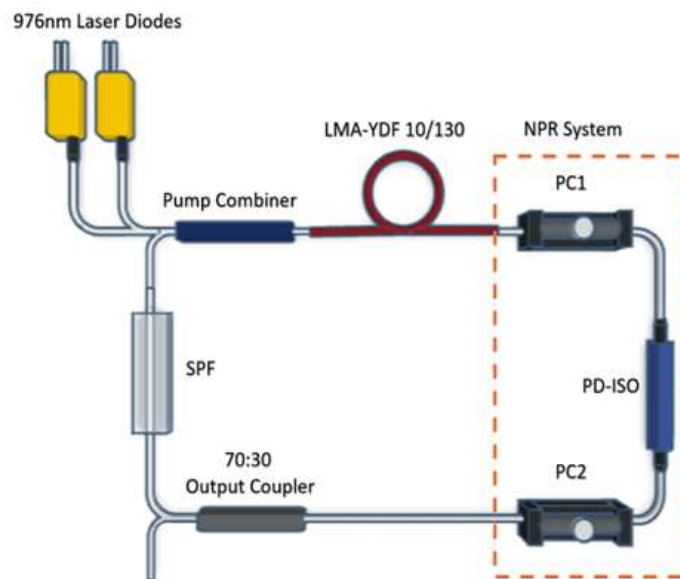 976nm Laser Diodes
LMA-YDF 10/130
NPR System
Pump Combiner
PC1
SPF
PD-ISO
70:30
Output Coupler
PC2